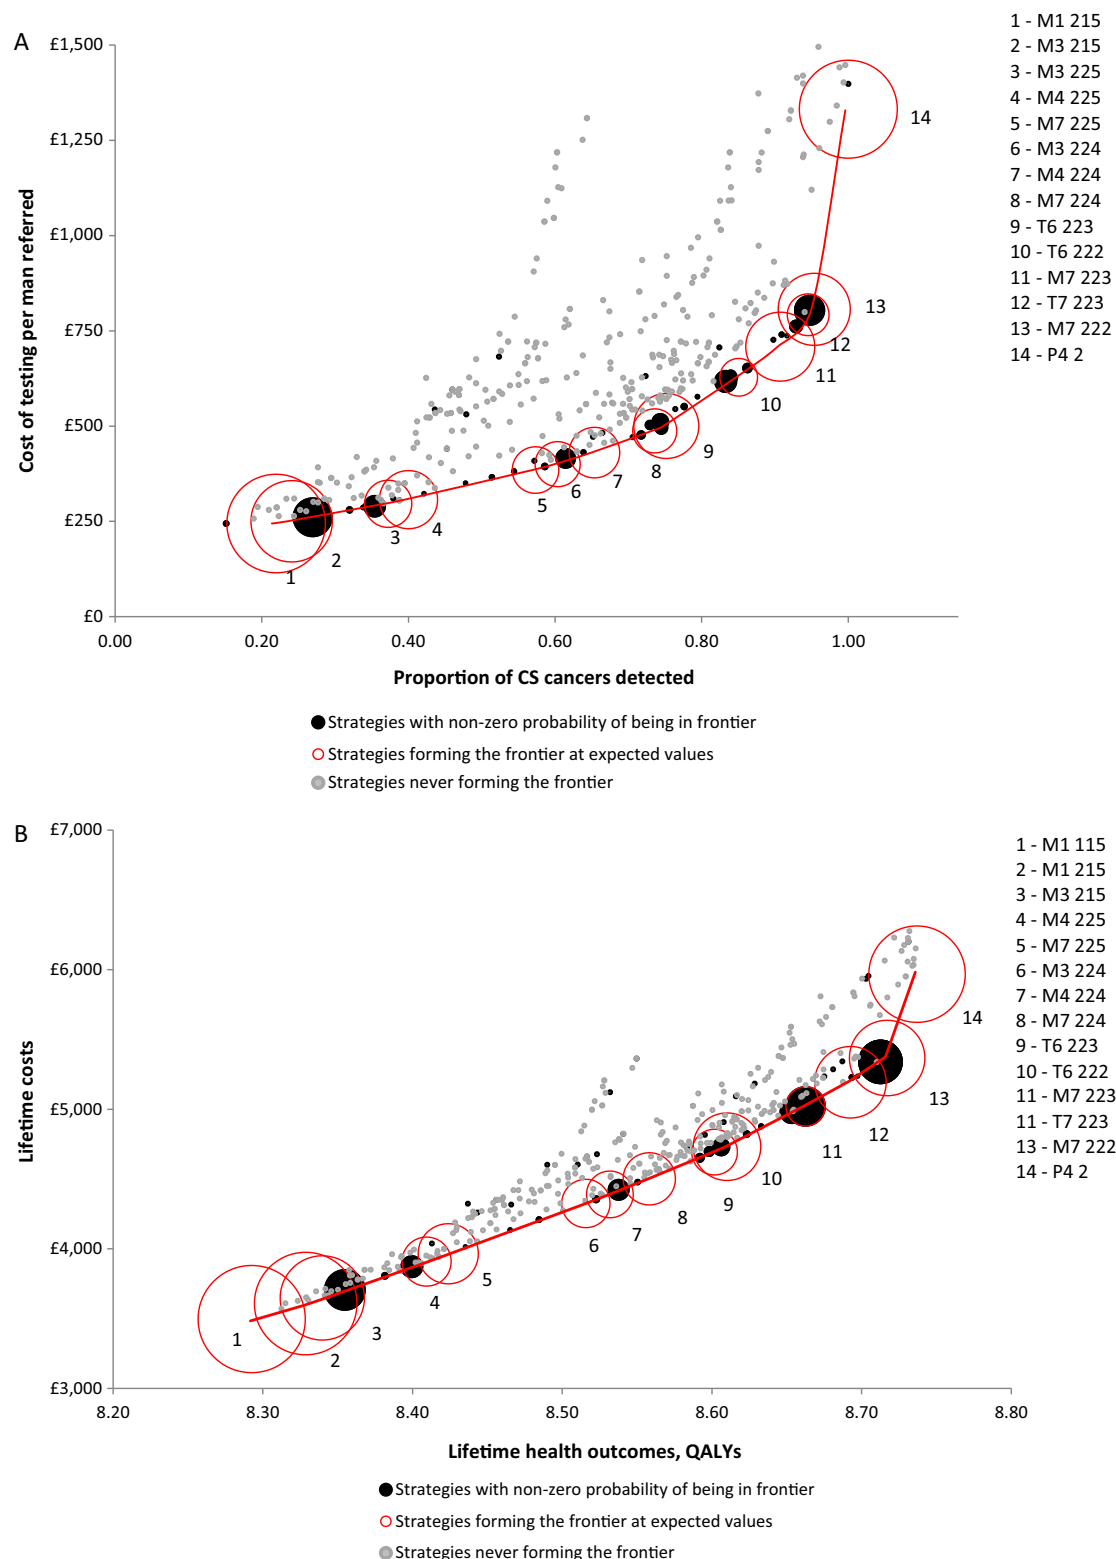 A
£1,500
£1,250
£1,000
£750
£500
£250
£0
Cost of testing per man referred
0.00 0.20 0.40 0.60 0.80 1.00
Proportion of CS cancers detected
1
2
3
4
5
6
7
8
9
10
11
12
13
14
1 - M1 215
2 - M3 215
3 - M3 225
4 - M4 225
5 - M7 225
6 - M3 224
7 - M4 224
8 - M7 224
9 - T6 223
10 - T6 222
11 - M7 223
12 - T7 223
13 - M7 222
14 - P4 2
Strategies with non-zero probability of being in frontier
Strategies forming the frontier at expected values
Strategies never forming the frontier
B
£7,000
£6,000
£5,000
£4,000
£3,000
Lifetime costs
8.20 8.30 8.40 8.50 8.60 8.70 8.80
Lifetime health outcomes, QALYs
1
2
3
4
5
6
7
8
9
10
11
12
13
14
1 - M1 115
2 - M1 215
3 - M3 215
4 - M4 225
5 - M7 225
6 - M3 224
7 - M4 224
8 - M7 224
9 - T6 223
10 - T6 222
11 - M7 223
11 - T7 223
13 - M7 222
14 - P4 2
Strategies with non-zero probability of being in frontier
Strategies forming the frontier at expected values
Strategies never forming the frontier